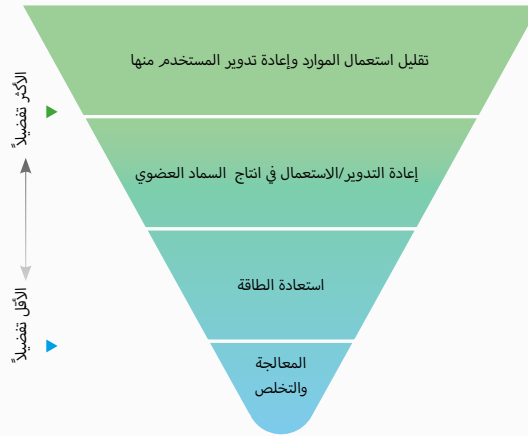 تقليل استعمال الموارد وإعادة تدوير المستخدم منها
الأكثر تفضيلاً
إعادة التدوير/الاستعمال في انتاج السماد العضوي
استعادة الطاقة
الأقل تفضيلاً
المعالجة
والتخلص